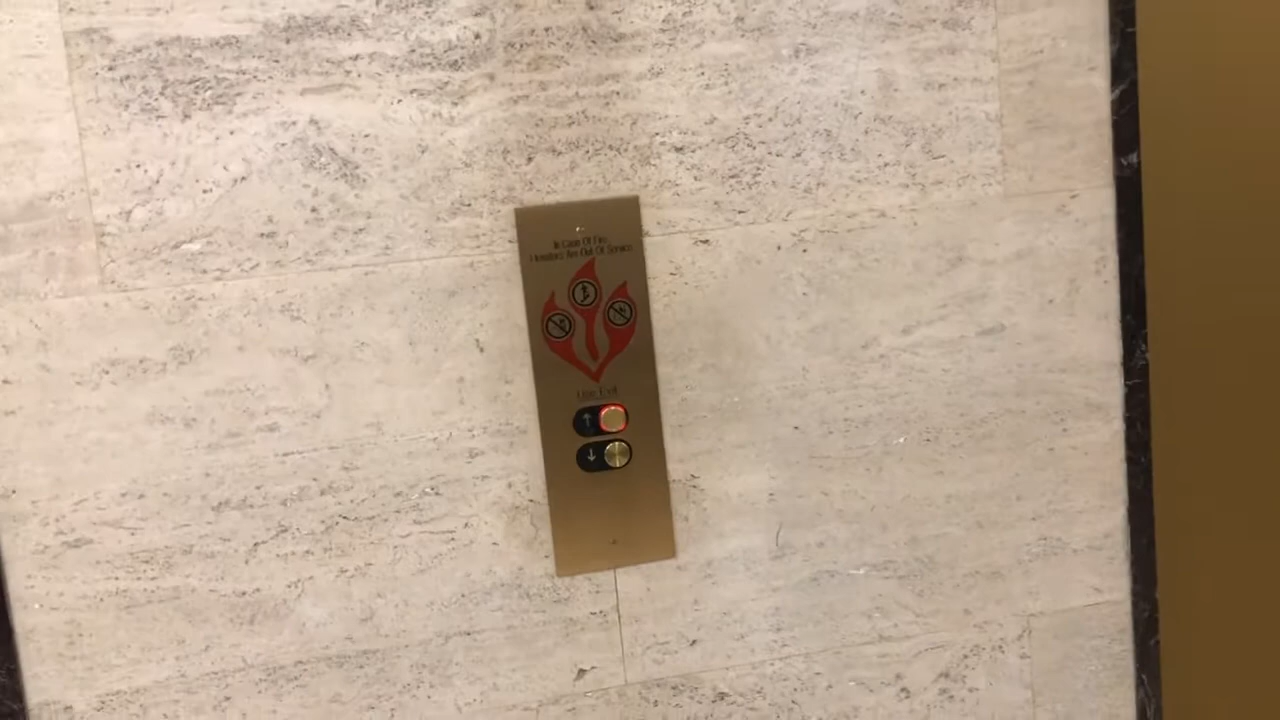 In Case Of Fire
Elevators Are Out Of Service
Use Exit
↑
↓